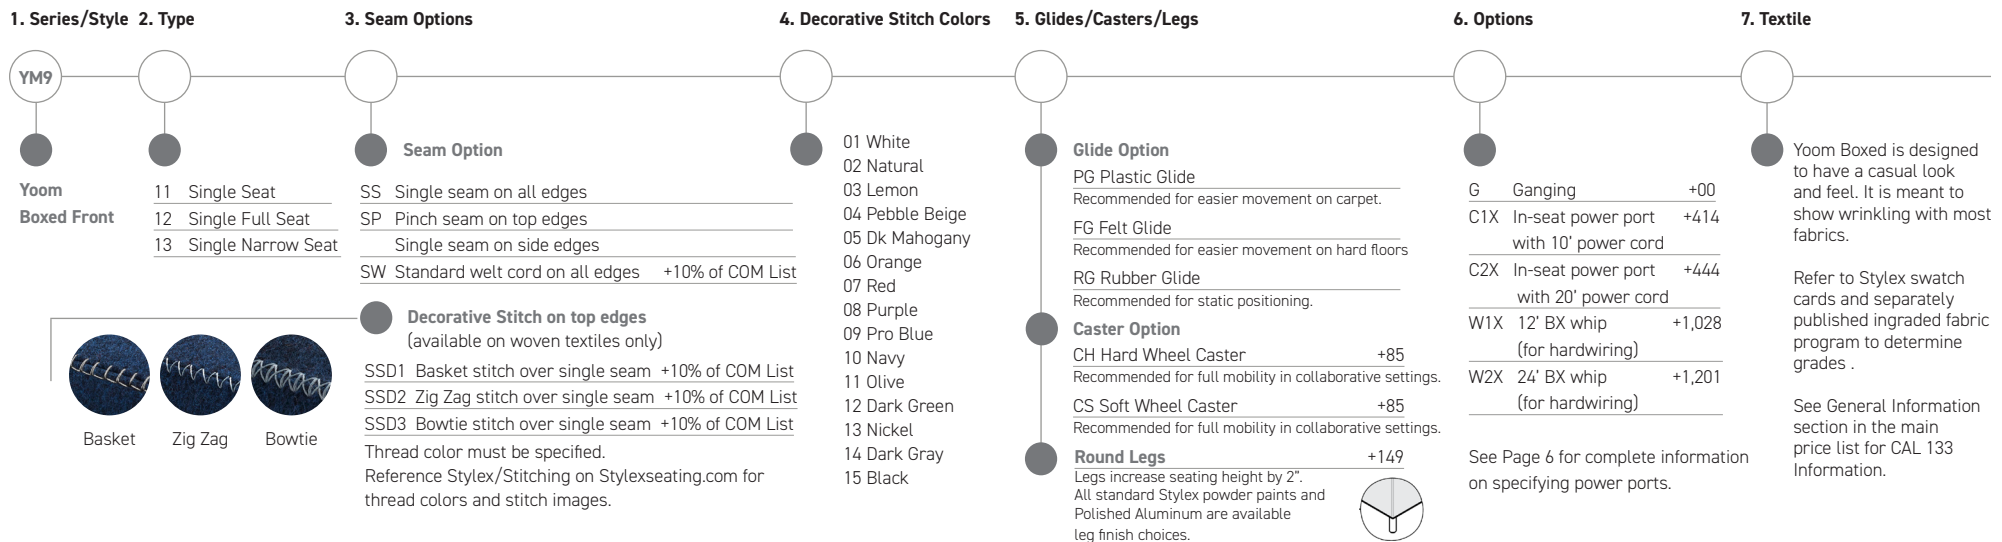 1. Series/Style
YM9
Yoom
Boxed Front
2. Type
11 Single Seat
12 Single Full Seat
13 Single Narrow Seat
3. Seam Options
Seam Option
SS Single seam on all edges
SP Pinch seam on top edges
Single seam on side edges
SW Standard welt cord on all edges +10% of COM List
Decorative Stitch on top edges
(available on woven textiles only)
SSD1 Basket stitch over single seam +10% of COM List
SSD2 Zig Zag stitch over single seam +10% of COM List
SSD3 Bowtie stitch over single seam +10% of COM List
Thread color must be specified.
Reference Stylex/Stitching on Stylexseating.com for
thread colors and stitch images.
Basket Zig Zag Bowtie
4. Decorative Stitch Colors
01 White
02 Natural
03 Lemon
04 Pebble Beige
05 Dk Mahogany
06 Orange
07 Red
08 Purple
09 Pro Blue
10 Navy
11 Olive
12 Dark Green
13 Nickel
14 Dark Gray
15 Black
5. Glides/Casters/Legs
Glide Option
PG Plastic Glide
Recommended for easier movement on carpet.
FG Felt Glide
Recommended for easier movement on hard floors
RG Rubber Glide
Recommended for static positioning.
Caster Option
CH Hard Wheel Caster +85
Recommended for full mobility in collaborative settings.
CS Soft Wheel Caster +85
Recommended for full mobility in collaborative settings.
Round Legs +149
Legs increase seating height by 2".
All standard Stylex powder paints and
Polished Aluminum are available
leg finish choices.
6. Options
G Ganging +00
C1X In-seat power port +414
with 10' power cord
C2X In-seat power port +444
with 20' power cord
W1X 12' BX whip +1,028
(for hardwiring)
W2X 24' BX whip +1,201
(for hardwiring)
See Page 6 for complete information
on specifying power ports.
7. Textile
Yoom Boxed is designed
to have a casual look
and feel. It is meant to
show wrinkling with most
fabrics.
Refer to Stylex swatch
cards and separately
published ingraded fabric
program to determine
grades .
See General Information
section in the main
price list for CAL 133
Information.